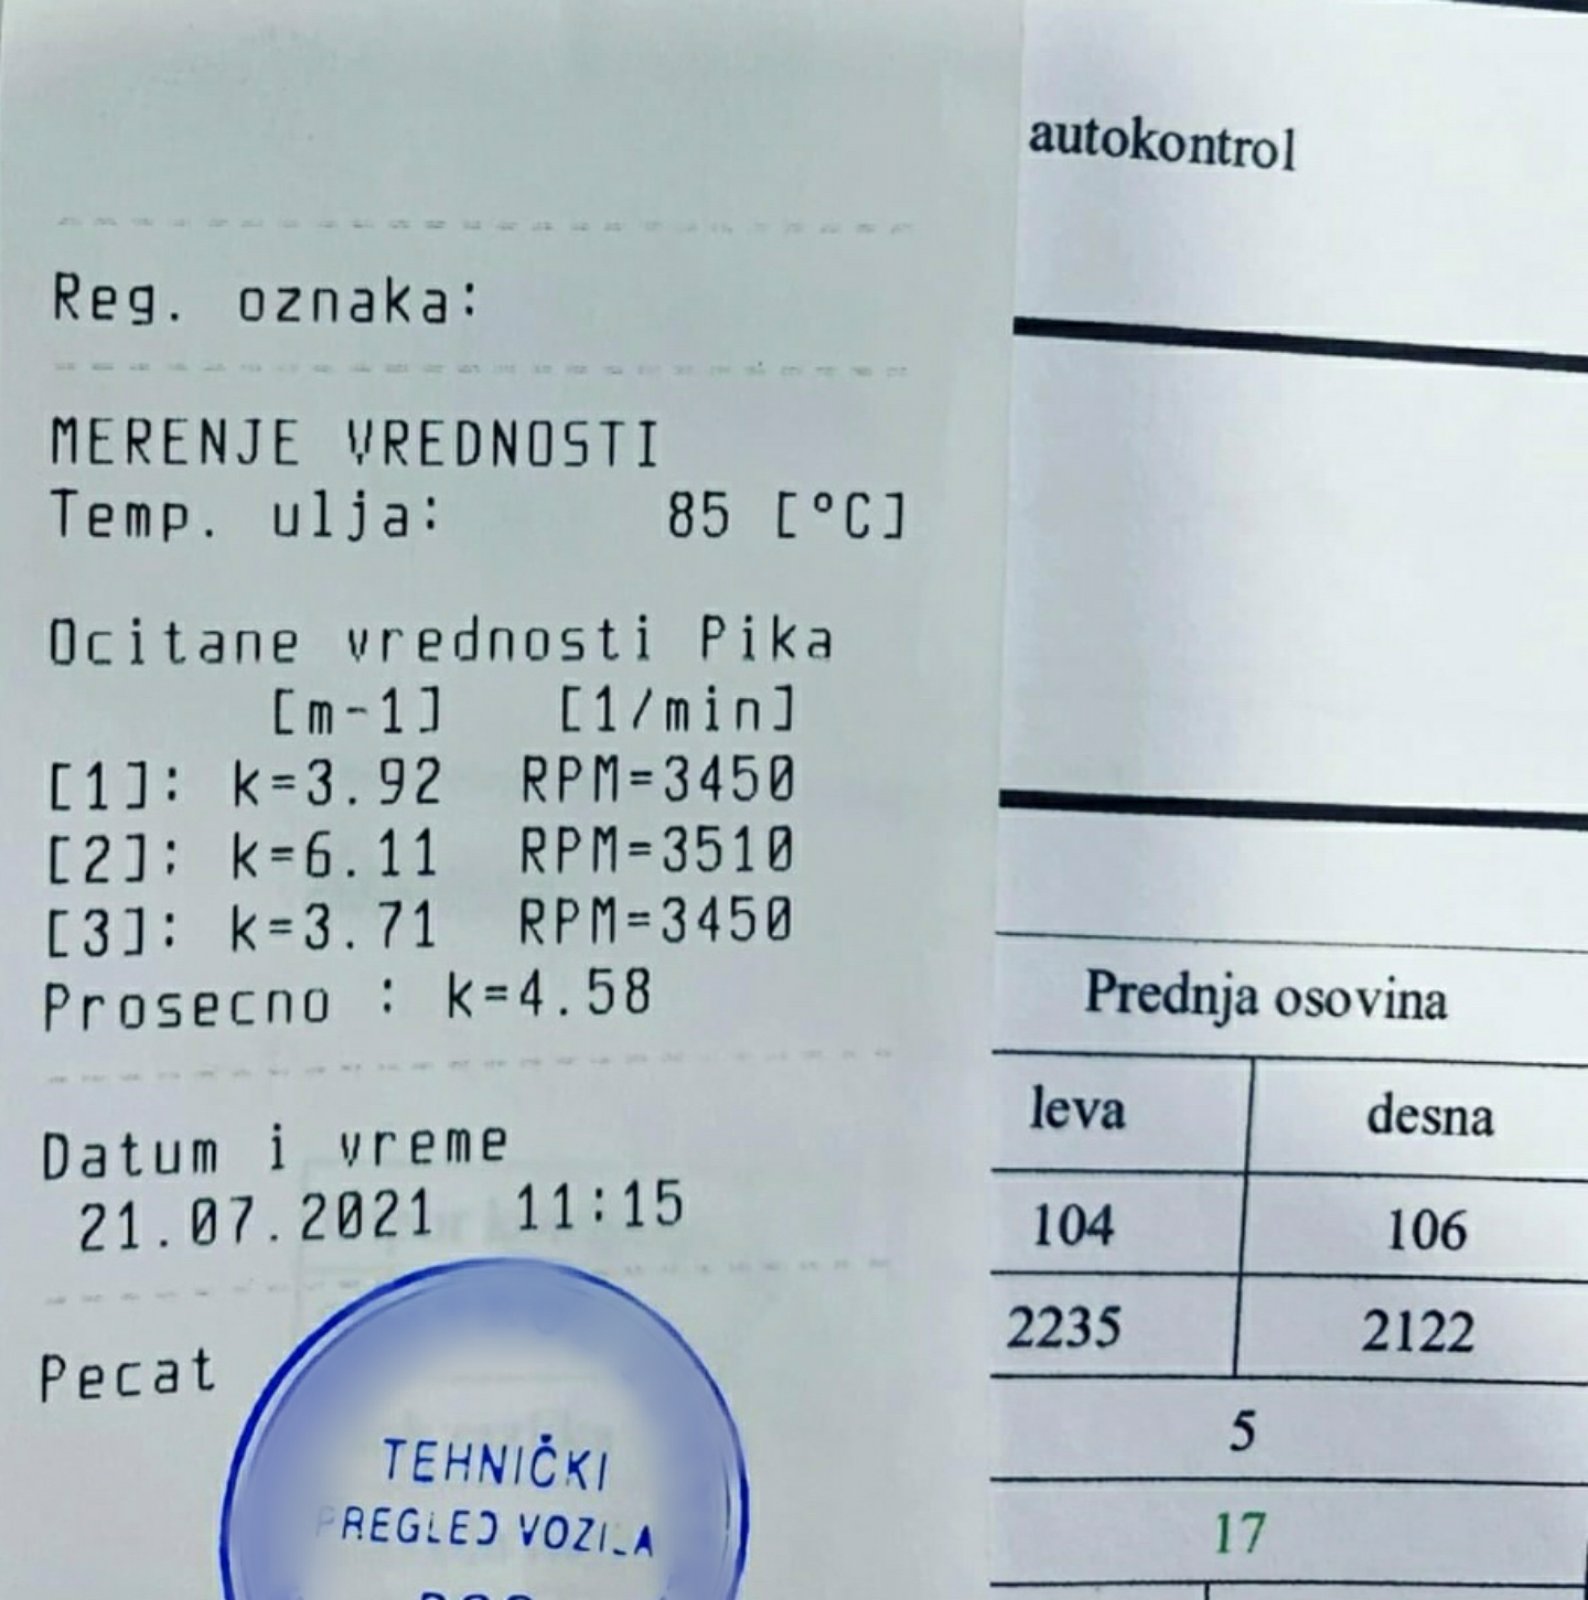 Reg. oznaka:
MERENJE VREDNOSTI
Temp. ulja: 85 [°C]
Ocitane vrednosti Pika
[m-1] [1/min]
[1]: k=3.92 RPM=3450
[2]: k=6.11 RPM=3510
[3]: k=3.71 RPM=3450
Prosecno : k=4.58
Datum i vreme
21.07.2021 11:15
Pecat
TEHNIČKI
PREGLED VOZILA
autokontrol
Prednja osovina
leva desna
104 106
2235 2122
5
17